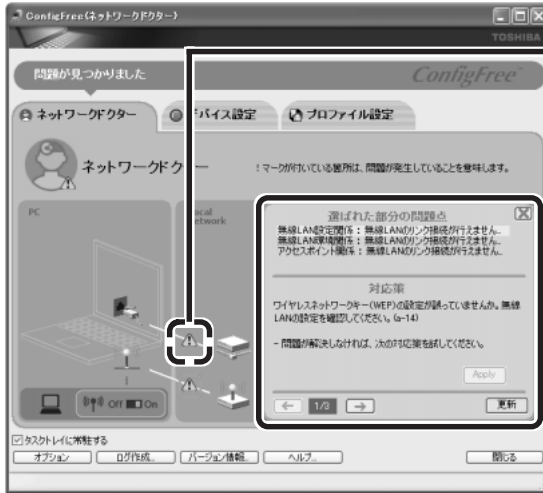 ConfigFree(ネットワークドクター)
TOSHIBA
問題が見つかりました
ConfigFree™
ネットワークドクター
デバイス設定
プロファイル設定
ネットワークドクター
!マークが付いている箇所は、問題が発生していることを意味します。
PC
Local
Network
選ばれた部分の問題点
無線LAN設定関係: 無線LANのリンク接続が行えません。
無線LAN環境関係: 無線LANのリンク接続が行えません。
アクセスポイント関係: 無線LANのリンク接続が行えません。
対応策
ワイヤレスネットワークキー(WEP)の設定が誤っていませんか。無線
LANの設定を確認してください。(a-14)
- 問題が解決しなければ、次の対応策を試してください。
Apply
← 1/3 →
更新
Off On
タスクトレイに常駐する
オプション
ログ作成...
バージョン情報...
ヘルプ...
閉じる